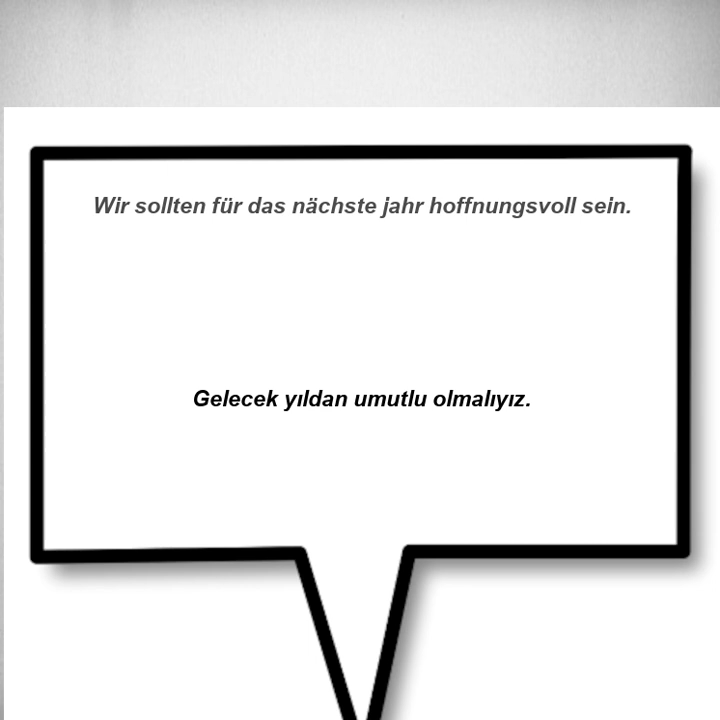 Wir sollten für das nächste jahr hoffnungsvoll sein.
Gelecek yıldan umutlu olmalıyız.